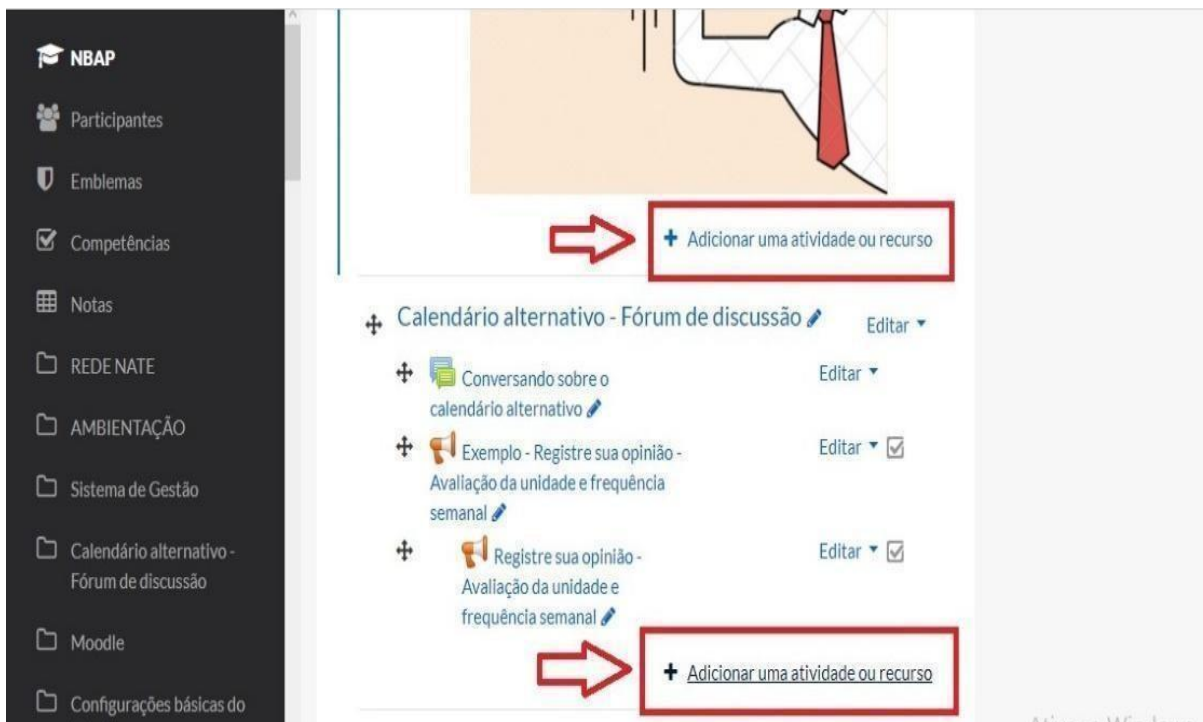 NBAP
Participantes
Emblemas
Competências
Notas
REDE NATE
AMBIENTAÇÃO
Sistema de Gestão
Calendário alternativo -
Fórum de discussão
Moodle
Configurações básicas do
+ Adicionar uma atividade ou recurso
Calendário alternativo - Fórum de discussão
Editar
Conversando sobre o
calendário alternativo
Editar
Exemplo - Registre sua opinião -
Avaliação da unidade e frequência
semanal
Editar
Registre sua opinião -
Avaliação da unidade e
frequência semanal
Editar
+ Adicionar uma atividade ou recurso